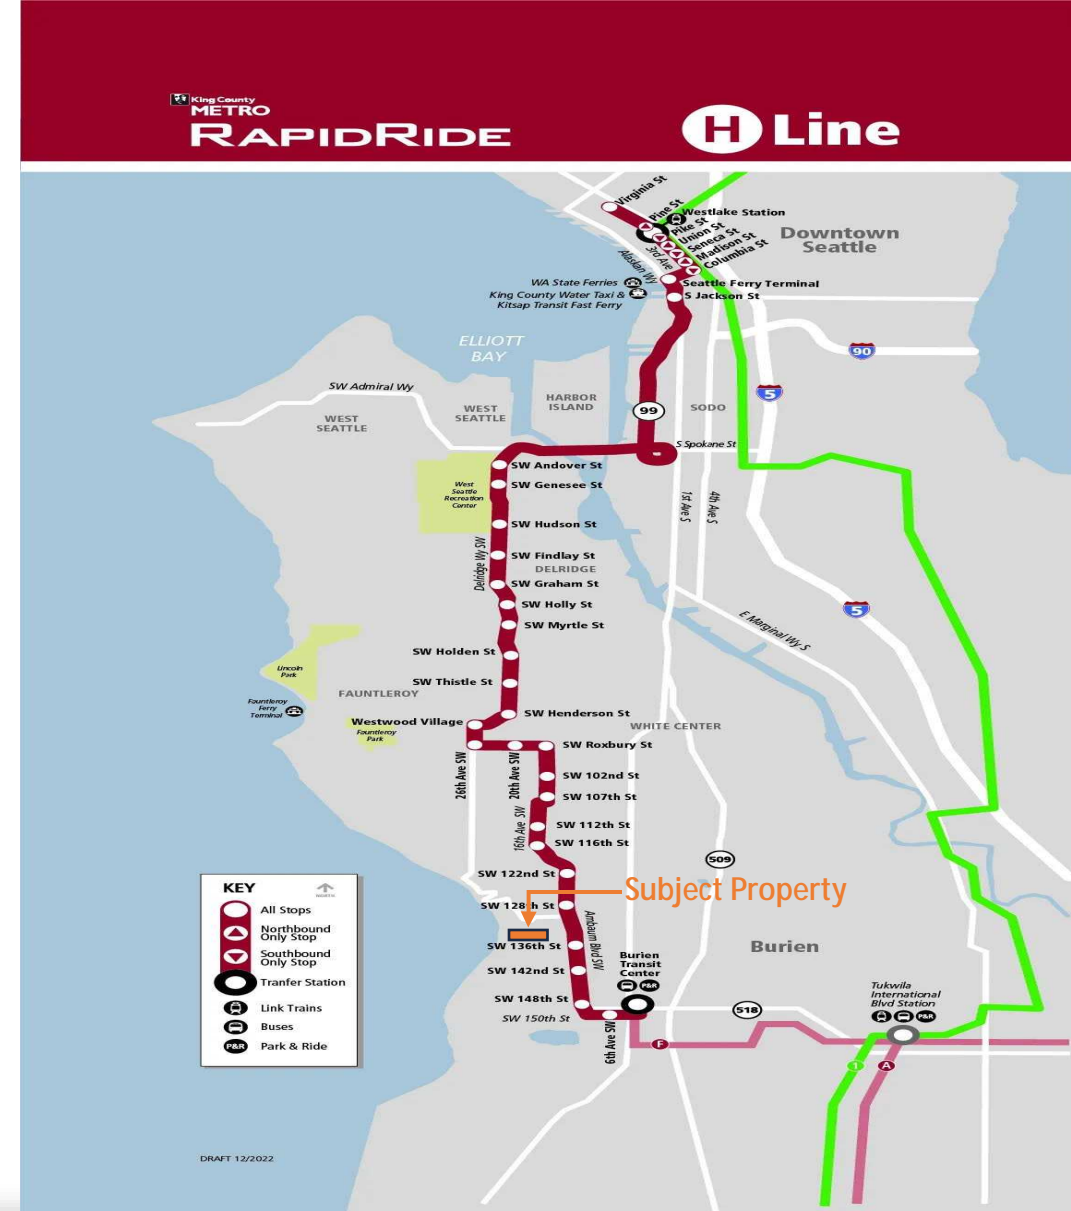 King County
METRO
RAPIDRIDE
H Line
Virginia St
Pine St
Westlake Station
Pike St
Union St
Seneca St
Madison St
Columbia St
3rd Ave
Alaskan Wy
Downtown
Seattle
WA State Ferries
King County Water Taxi &
Kitsap Transit Fast Ferry
Seattle Ferry Terminal
S Jackson St
ELLIOTT
BAY
90
5
SW Admiral Wy
WEST
SEATTLE
WEST
SEATTLE
HARBOR
ISLAND
99
SODO
S Spokane St
SW Andover St
SW Genesee St
West
Seattle
Recreation
Center
1st Ave S
4th Ave S
SW Hudson St
Delridge Wy SW
SW Findlay St
DELRIDGE
SW Graham St
SW Holly St
5
SW Myrtle St
E Marginal Wy S
SW Holden St
Lincoln
Park
SW Thistle St
FAUNTLEROY
Fauntleroy
Ferry
Terminal
SW Henderson St
Westwood Village
WHITE CENTER
Fauntleroy
Park
SW Roxbury St
26th Ave SW
20th Ave SW
SW 102nd St
SW 107th St
16th Ave SW
SW 112th St
SW 116th St
509
SW 122nd St
Subject Property
SW 128th St
Ambaum Blvd SW
SW 136th St
Burien
Burien
Transit
Center
P&R
SW 142nd St
SW 148th St
SW 150th St
6th Ave SW
518
Tukwila
International
Blvd Station
P&R
F
1
A
KEY
NORTH
All Stops
Northbound
Only Stop
Southbound
Only Stop
Tranfer Station
Link Trains
Buses
P&R
Park & Ride
DRAFT 12/2022